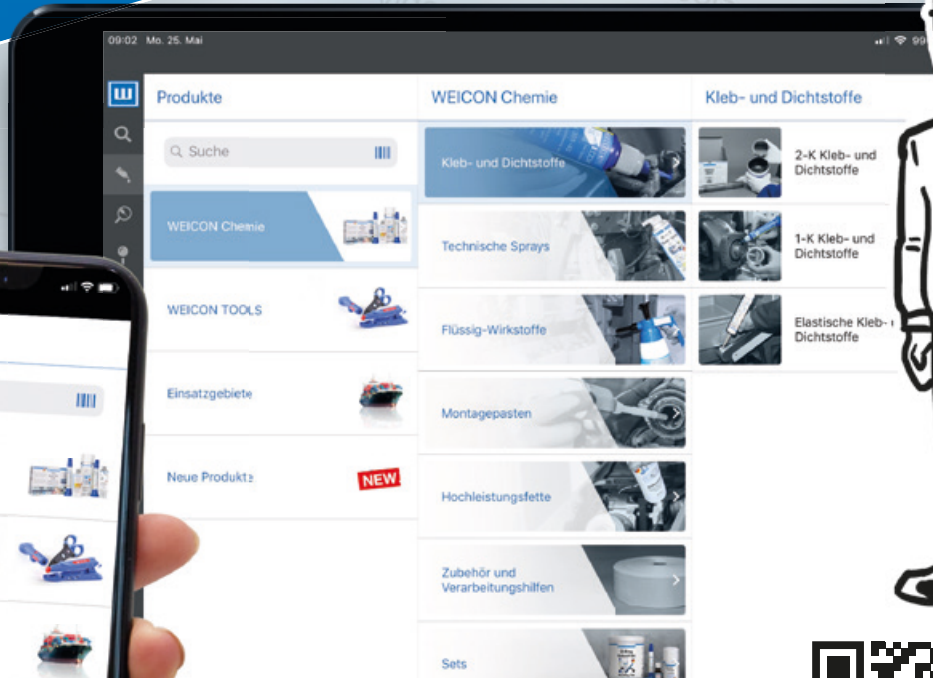 09:02 Mo. 25. Mai
Produkte
Suche
WEICON Chemie
WEICON TOOLS
Einsatzgebiete
Neue Produkte
NEW
WEICON Chemie
Kleb- und Dichtstoffe
Technische Sprays
Flüssig-Wirkstoffe
Montagepasten
Hochleistungsfette
Zubehör und
Verarbeitungshilfen
Sets
Kleb- und Dichtstoffe
2-K Kleb- und
Dichtstoffe
1-K Kleb- und
Dichtstoffe
Elastische Kleb-
Dichtstoffe